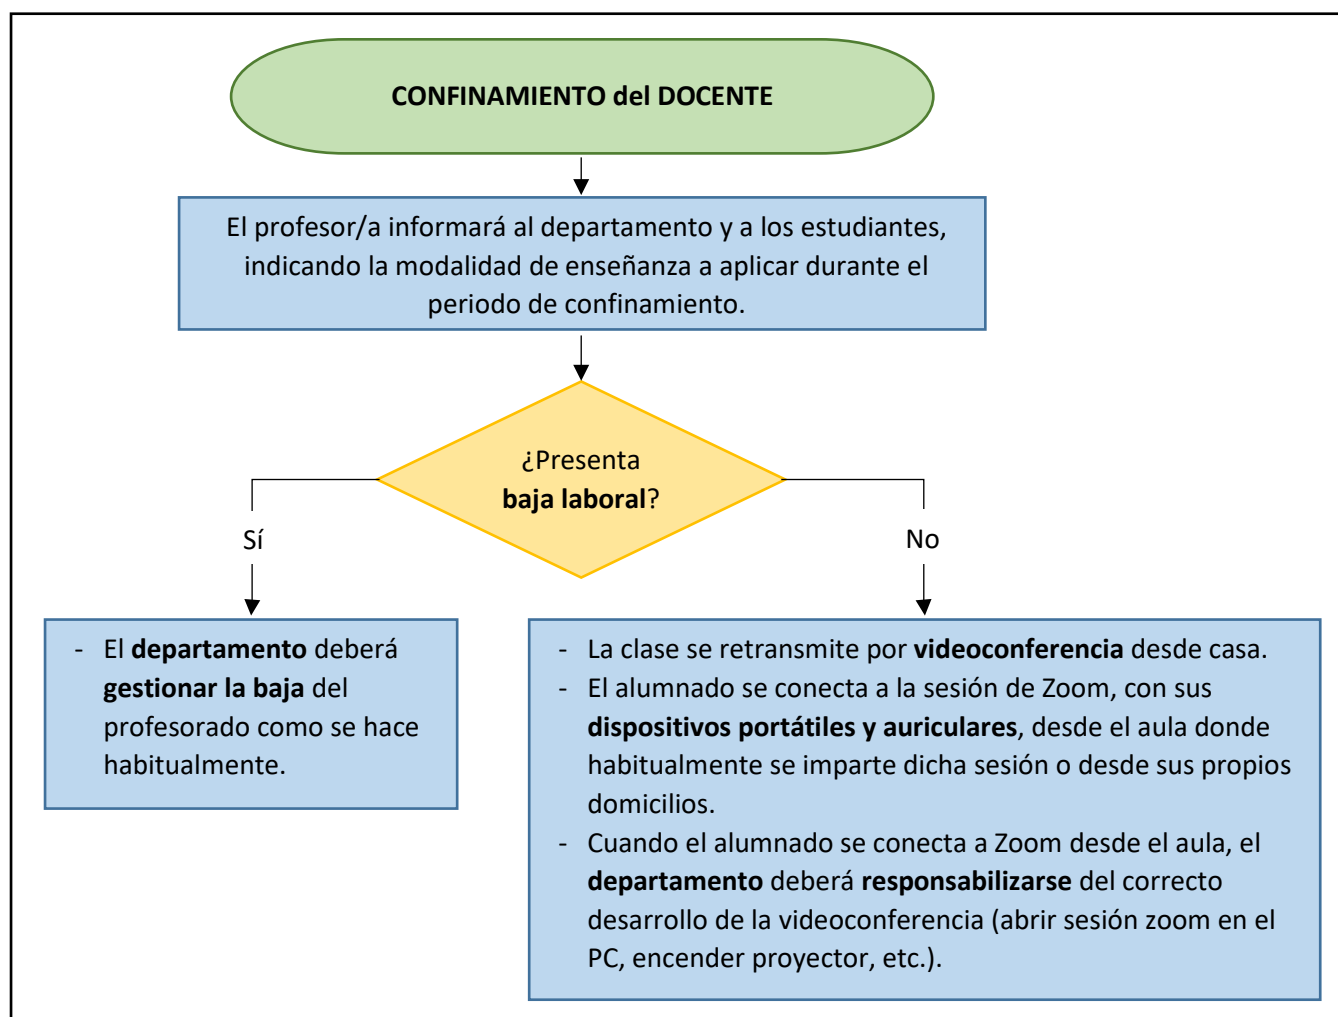 CONFINAMIENTO del DOCENTE
El profesor/a informará al departamento y a los estudiantes,
indicando la modalidad de enseñanza a aplicar durante el
periodo de confinamiento.
¿Presenta
baja laboral?
Sí
No
- El departamento deberá
gestionar la baja del
profesorado como se hace
habitualmente.
- La clase se retransmite por videoconferencia desde casa.
- El alumnado se conecta a la sesión de Zoom, con sus
dispositivos portátiles y auriculares, desde el aula donde
habitualmente se imparte dicha sesión o desde sus propios
domicilios.
- Cuando el alumnado se conecta a Zoom desde el aula, el
departamento deberá responsabilizarse del correcto
desarrollo de la videoconferencia (abrir sesión zoom en el
PC, encender proyector, etc.).